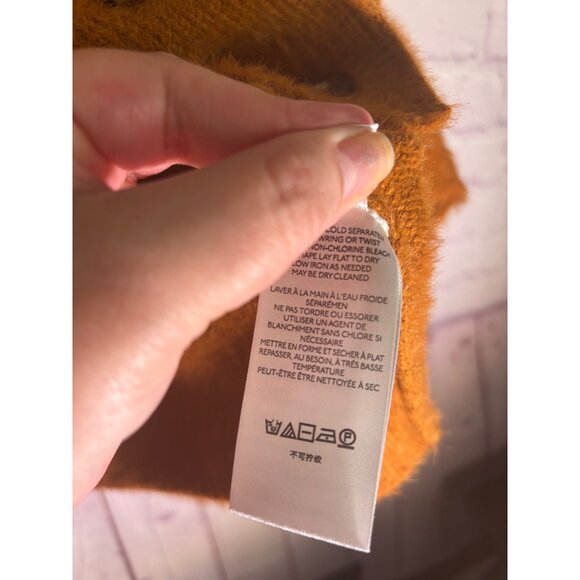 COLD SEPARATELY
WRING OR TWIST
NON-CHLORINE BLEACH
LAY FLAT TO DRY
LOW IRON AS NEEDED
MAY BE DRY CLEANED
LAVER À LA MAIN À L'EAU FROIDE
SÉPARÉMEN
NE PAS TORDRE OU ESSORER
UTILISER UN AGENT DE
BLANCHIMENT SANS CHLORE SI
NÉCESSAIRE
METTRE EN FORME ET SECHER À PLAT
REPASSER, AU BESOIN, À TRÈS BASSE
TEMPÉRATURE
PEUT-ÊTRE ÊTRE NETTOYÉE À SEC
P
不可拧绞